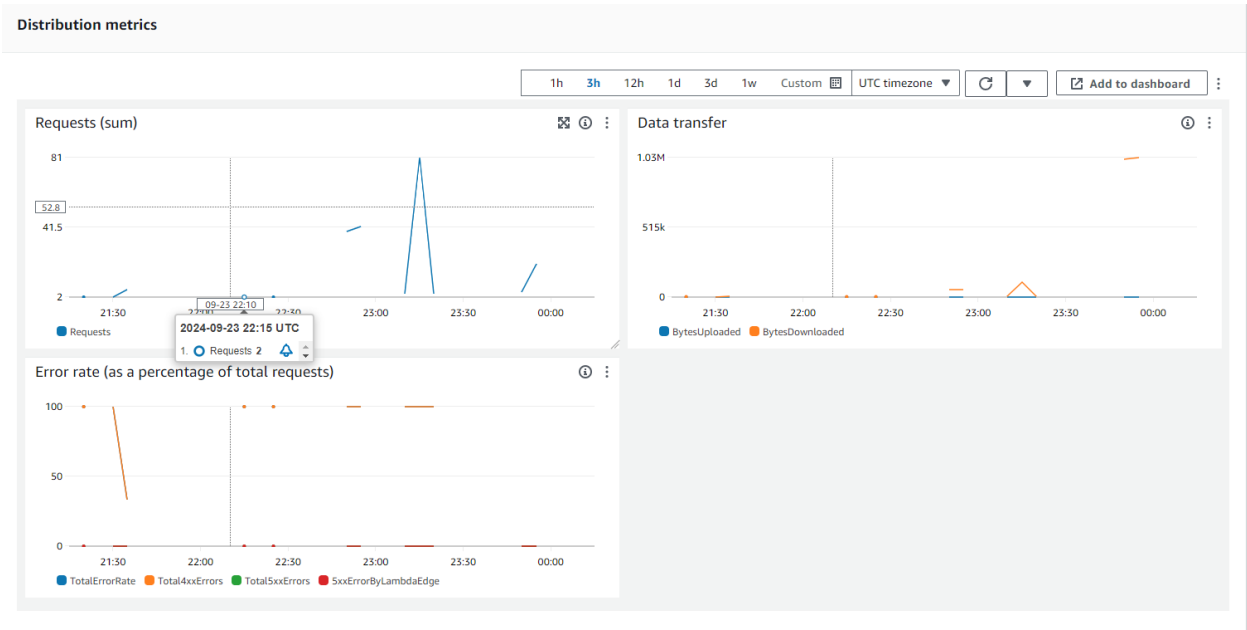 Distribution metrics
1h 3h 12h 1d 3d 1w Custom UTC timezone Add to dashboard
Requests (sum)
81
52.8
41.5
2
21:30 22:00 22:30 23:00 23:30 00:00
09-23 22:10
Requests
2024-09-23 22:15 UTC
1. Requests 2
Data transfer
1.03M
515k
0
21:30 22:00 22:30 23:00 23:30 00:00
BytesUploaded BytesDownloaded
Error rate (as a percentage of total requests)
100
50
0
21:30 22:00 22:30 23:00 23:30 00:00
TotalErrorRate Total4xxErrors Total5xxErrors 5xxErrorByLambdaEdge